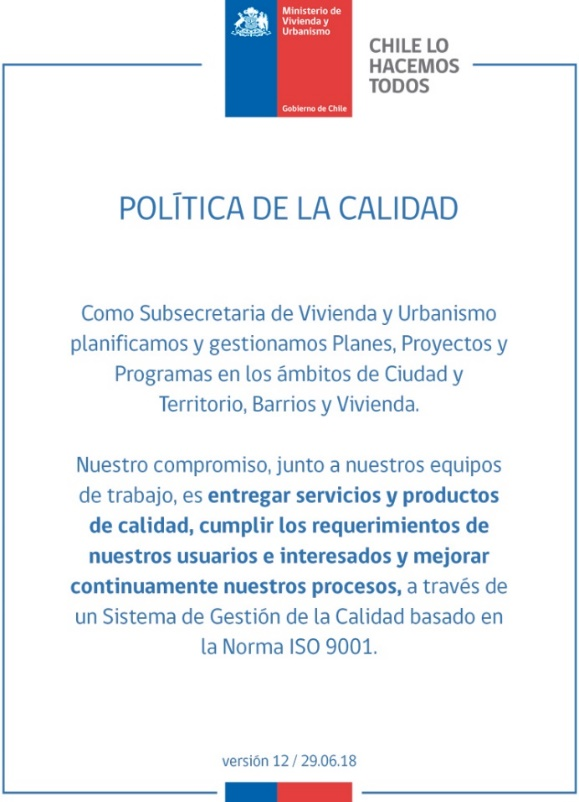 Ministerio de
Vivienda y
Urbanismo
Gobierno de Chile
CHILE LO
HACEMOS
TODOS
POLÍTICA DE LA CALIDAD
Como Subsecretaria de Vivienda y Urbanismo
planificamos y gestionamos Planes, Proyectos y
Programas en los ámbitos de Ciudad y
Territorio, Barrios y Vivienda.
Nuestro compromiso, junto a nuestros equipos
de trabajo, es entregar servicios y productos
de calidad, cumplir los requerimientos de
nuestros usuarios e interesados y mejorar
continuamente nuestros procesos, a través de
un Sistema de Gestión de la Calidad basado en
la Norma ISO 9001.
versión 12 / 29.06.18